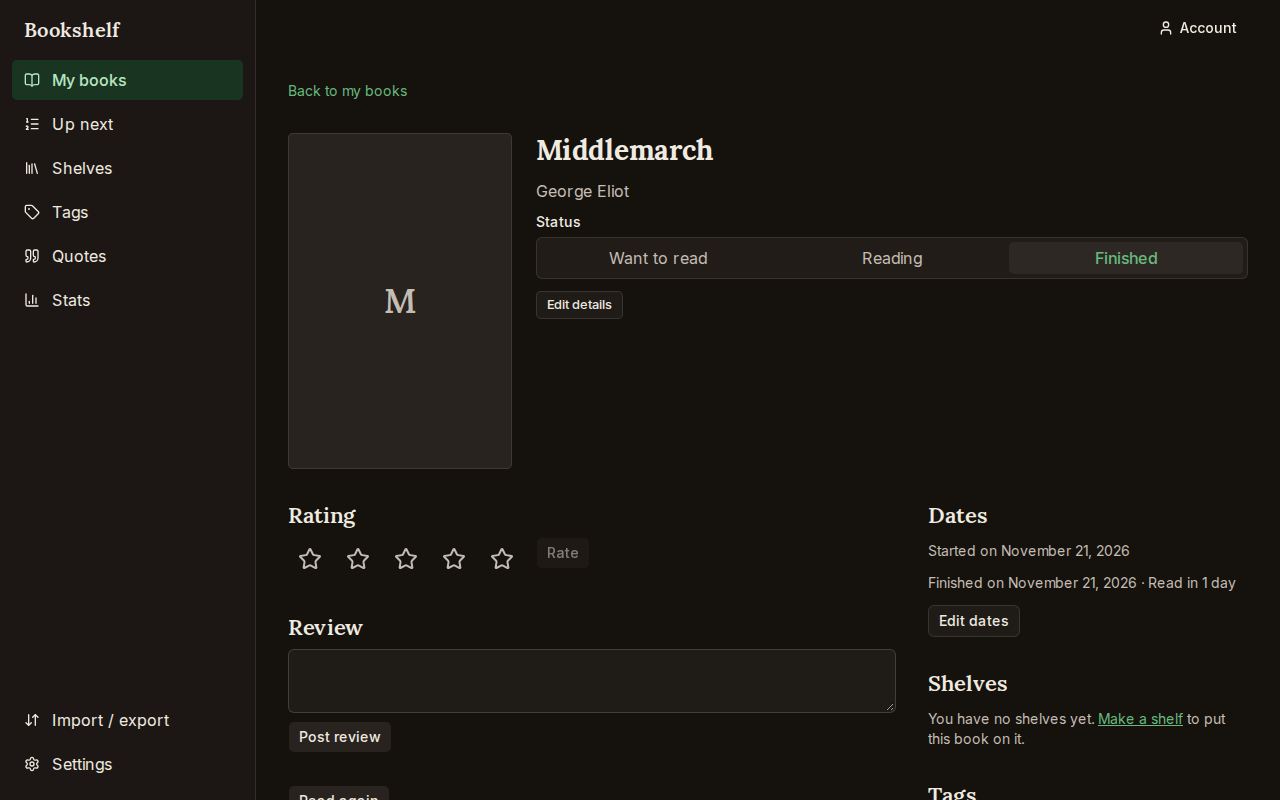 Bookshelf
My books
Up next
Shelves
Tags
Quotes
Stats
Import / export
Settings
Account
Back to my books
M
Middlemarch
George Eliot
Status
Want to read
Reading
Finished
Edit details
Rating
Rate
Review
Post review
Read again
Dates
Started on November 21, 2026
Finished on November 21, 2026 · Read in 1 day
Edit dates
Shelves
You have no shelves yet. Make a shelf to put
this book on it.
Tags